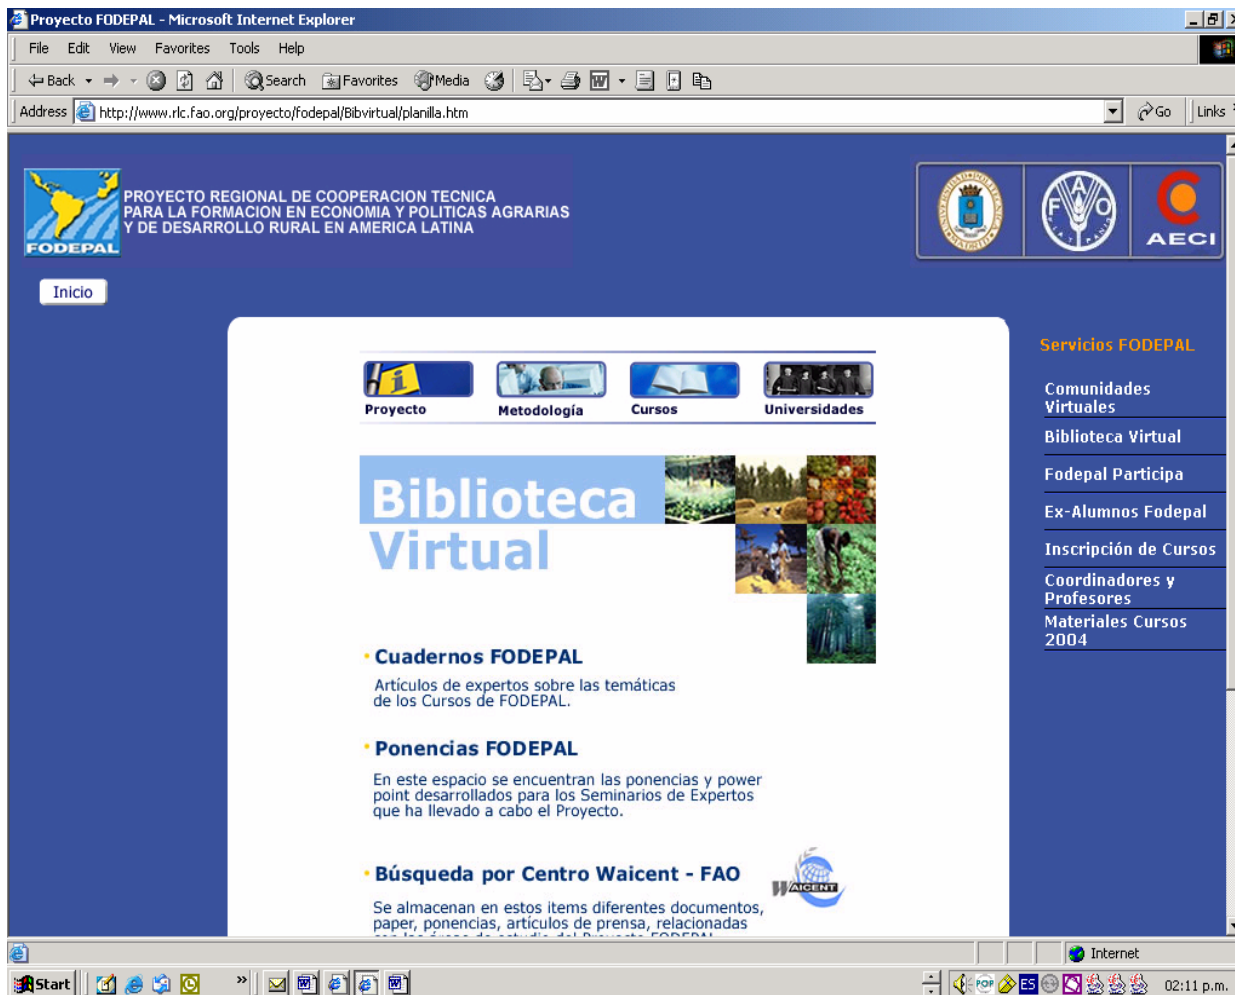 Proyecto FODEPAL - Microsoft Internet Explorer
File Edit View Favorites Tools Help
Back Search Favorites Media
Address http://www.rlc.fao.org/proyecto/fodepal/Bibvirtual/planilla.htm Go Links
PROYECTO REGIONAL DE COOPERACION TECNICA
PARA LA FORMACION EN ECONOMIA Y POLITICAS AGRARIAS
Y DE DESARROLLO RURAL EN AMERICA LATINA
FODEPAL
FAO
AECI
Inicio
Proyecto Metodología Cursos Universidades
Biblioteca
Virtual
• Cuadernos FODEPAL
Artículos de expertos sobre las temáticas
de los Cursos de FODEPAL.
• Ponencias FODEPAL
En este espacio se encuentran las ponencias y power
point desarrollados para los Seminarios de Expertos
que ha llevado a cabo el Proyecto.
• Búsqueda por Centro Waicent - FAO
WAICENT
Se almacenan en estos items diferentes documentos,
paper, ponencias, artículos de prensa, relacionadas
Servicios FODEPAL
Comunidades
Virtuales
Biblioteca Virtual
Fodepal Participa
Ex-Alumnos Fodepal
Inscripción de Cursos
Coordinadores y
Profesores
Materiales Cursos
2004
Internet
Start » POP ES 02:11 p.m.